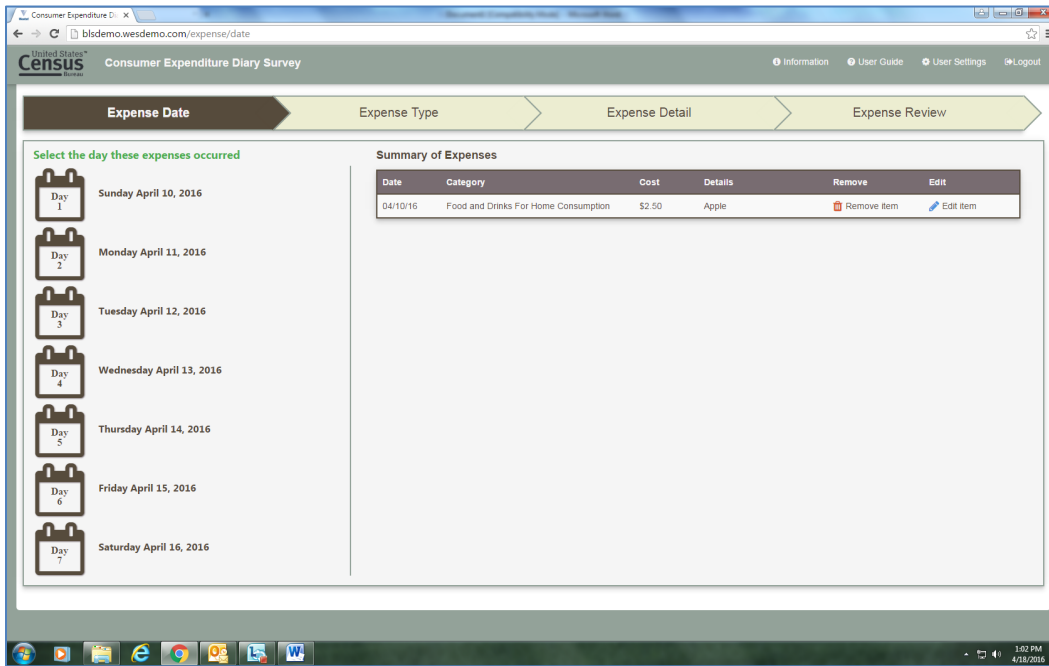 Consumer Expenditure Di
blsdemo.wesdemo.com/expense/date
United States™
Census
Bureau
Consumer Expenditure Diary Survey
Information
User Guide
User Settings
Logout
Expense Date
Expense Type
Expense Detail
Expense Review
Select the day these expenses occurred
Day
1
Sunday April 10, 2016
Day
2
Monday April 11, 2016
Day
3
Tuesday April 12, 2016
Day
4
Wednesday April 13, 2016
Day
5
Thursday April 14, 2016
Day
6
Friday April 15, 2016
Day
7
Saturday April 16, 2016
Summary of Expenses
Date Category Cost Details Remove Edit
04/10/16 Food and Drinks For Home Consumption $2.50 Apple Remove item Edit item
1:02 PM
4/18/2016